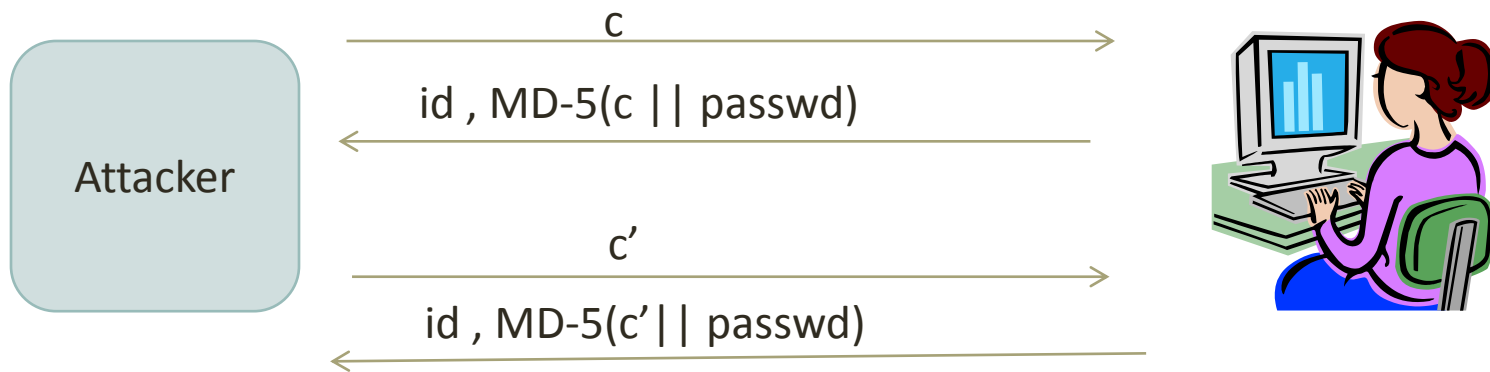 c
id , MD-5(c || passwd)
Attacker
c’
id , MD-5(c’|| passwd)